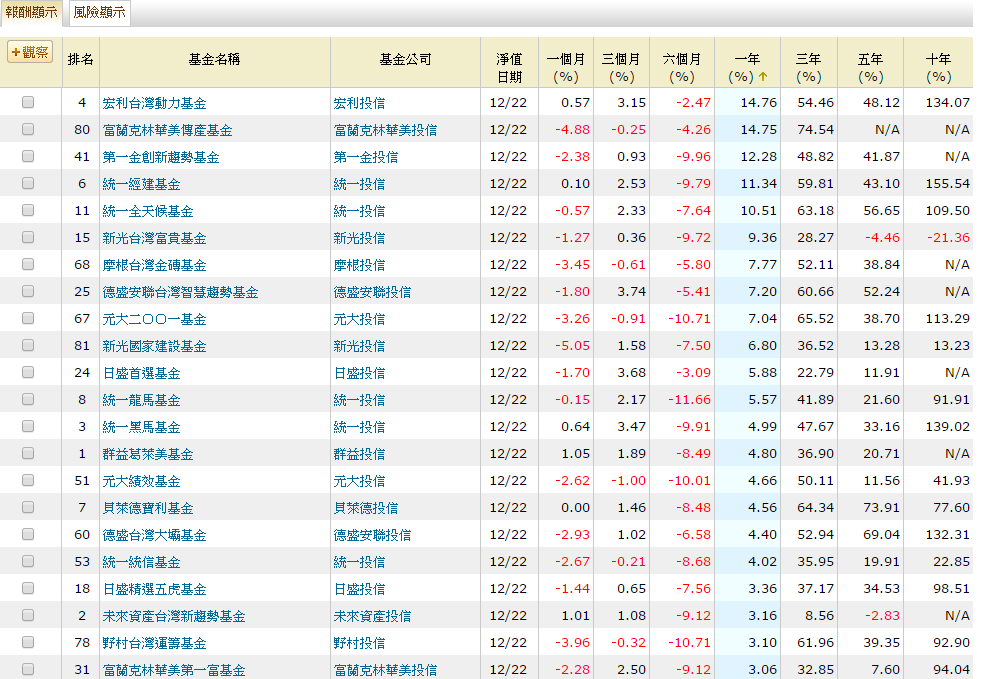 報酬顯示 風險顯示
+觀察 排名 基金名稱 基金公司 淨值日期 一個月(%) 三個月(%) 六個月(%) 一年(%)↑ 三年(%) 五年(%) 十年(%)
4 宏利台灣動力基金 宏利投信 12/22 0.57 3.15 -2.47 14.76 54.46 48.12 134.07
80 富蘭克林華美傳產基金 富蘭克林華美投信 12/22 -4.88 -0.25 -4.26 14.75 74.54 N/A N/A
41 第一金創新趨勢基金 第一金投信 12/22 -2.38 0.93 -9.96 12.28 48.82 41.87 N/A
6 統一經建基金 統一投信 12/22 0.10 2.53 -9.79 11.34 59.81 43.10 155.54
11 統一全天候基金 統一投信 12/22 -0.57 2.33 -7.64 10.51 63.18 56.65 109.50
15 新光台灣富貴基金 新光投信 12/22 -1.27 0.36 -9.72 9.36 28.27 -4.46 -21.36
68 摩根台灣金磚基金 摩根投信 12/22 -3.45 -0.61 -5.80 7.77 52.11 38.84 N/A
25 德盛安聯台灣智慧趨勢基金 德盛安聯投信 12/22 -1.80 3.74 -5.41 7.20 60.66 52.24 N/A
67 元大二〇〇一基金 元大投信 12/22 -3.26 -0.91 -10.71 7.04 65.52 38.70 113.29
81 新光國家建設基金 新光投信 12/22 -5.05 1.58 -7.50 6.80 36.52 13.28 13.23
24 日盛首選基金 日盛投信 12/22 -1.70 3.68 -3.09 5.88 22.79 11.91 N/A
8 統一龍馬基金 統一投信 12/22 -0.15 2.17 -11.66 5.57 41.89 21.60 91.91
3 統一黑馬基金 統一投信 12/22 0.64 3.47 -9.91 4.99 47.67 33.16 139.02
1 群益葛萊美基金 群益投信 12/22 1.05 1.89 -8.49 4.80 36.90 20.71 N/A
51 元大績效基金 元大投信 12/22 -2.62 -1.00 -10.01 4.66 50.11 11.56 41.93
7 貝萊德寶利基金 貝萊德投信 12/22 0.00 1.46 -8.48 4.56 64.34 73.91 77.60
60 德盛台灣大壩基金 德盛安聯投信 12/22 -2.93 1.02 -6.58 4.40 52.94 69.04 132.31
53 統一統信基金 統一投信 12/22 -2.67 -0.21 -8.68 4.02 35.95 19.91 22.85
18 日盛精選五虎基金 日盛投信 12/22 -1.44 0.65 -7.56 3.36 37.17 34.53 98.51
2 未來資產台灣新趨勢基金 未來資產投信 12/22 1.01 1.08 -9.12 3.16 8.56 -2.83 N/A
78 野村台灣運籌基金 野村投信 12/22 -3.96 -0.32 -10.71 3.10 61.96 39.35 92.90
31 富蘭克林華美第一富基金 富蘭克林華美投信 12/22 -2.28 2.50 -9.12 3.06 32.85 7.60 94.04